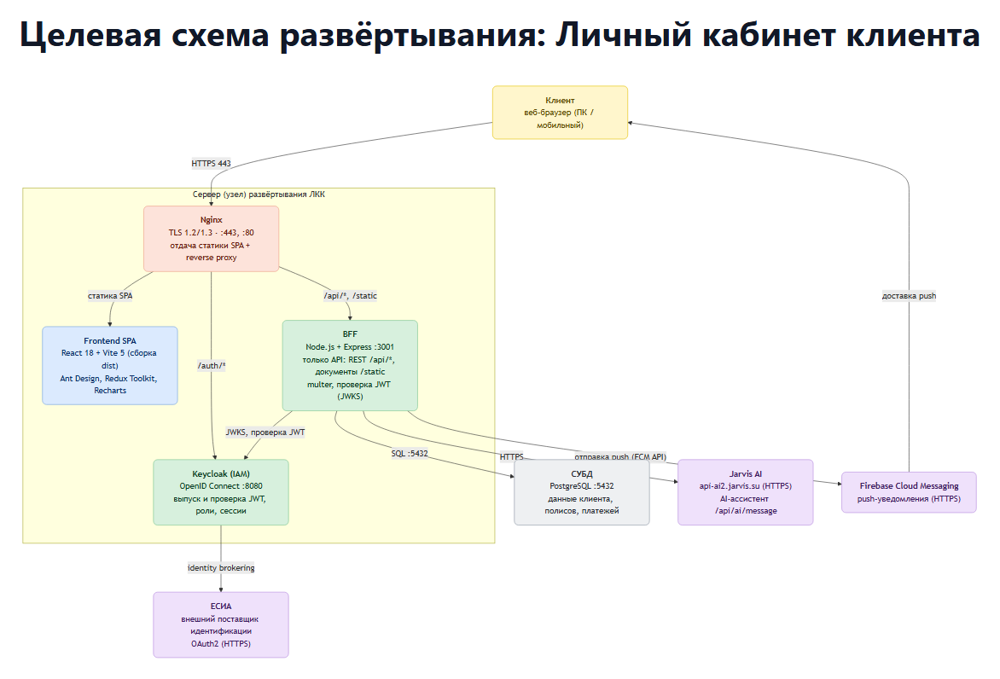 Целевая схема развёртывания: Личный кабинет клиента
Клиент
веб-браузер (ПК /
мобильный)
HTTPS 443
Сервер (узел) развёртывания ЛКК
Nginx
TLS 1.2/1.3 - :443, :80
отдача статики SPA +
reverse proxy
статика SPA
/api/*, /static
доставка push
Frontend SPA
React 18 + Vite 5 (сборка
dist)
Ant Design, Redux Toolkit,
Recharts
/auth/*
BFF
Node.js + Express :3001
только API: REST /api/*,
документы /static
multer, проверка JWT
(JWKS)
JWKS, проверка JWT
SQL :5432
HTTPS
отправка push (FCM API)
Keycloak (IAM)
OpenID Connect :8080
выпуск и проверка JWT,
роли, сессии
СУБД
PostgreSQL :5432
данные клиента,
полисов, платежей
Jarvis AI
api-ai2.jarvis.su (HTTPS)
AI-ассистент
/api/ai/message
Firebase Cloud Messaging
push-уведомления (HTTPS)
identity brokering
ЕСИА
внешний поставщик
идентификации
OAuth2 (HTTPS)